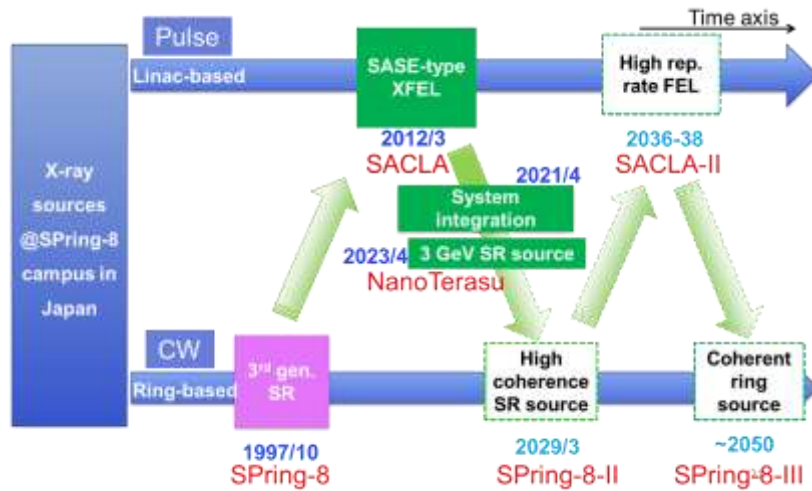 Time axis
Pulse
Linac-based
SASE-type
XFEL
High rep.
rate FEL
2012/3
SACLA
2036-38
SACLA-II
2021/4
System
integration
2023/4
3 GeV SR source
NanoTerasu
X-ray
sources
@SPring-8
campus in
Japan
CW
Ring-based
3rd gen.
SR
High
coherence
SR source
Coherent
ring
source
1997/10
SPring-8
2029/3
SPring-8-II
~2050
SPring-8-III